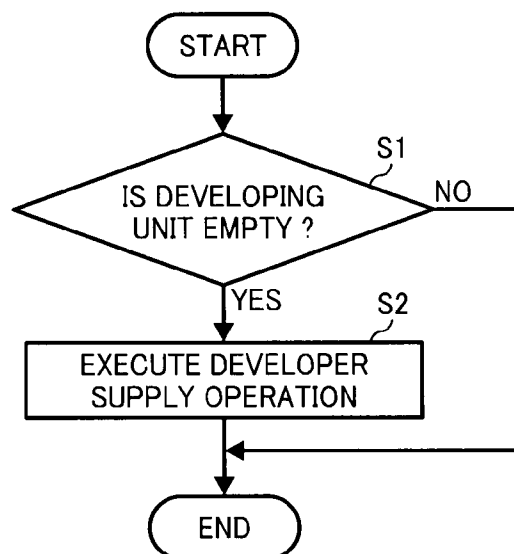 START
S1
IS DEVELOPING
UNIT EMPTY ?
NO
YES
S2
EXECUTE DEVELOPER
SUPPLY OPERATION
END